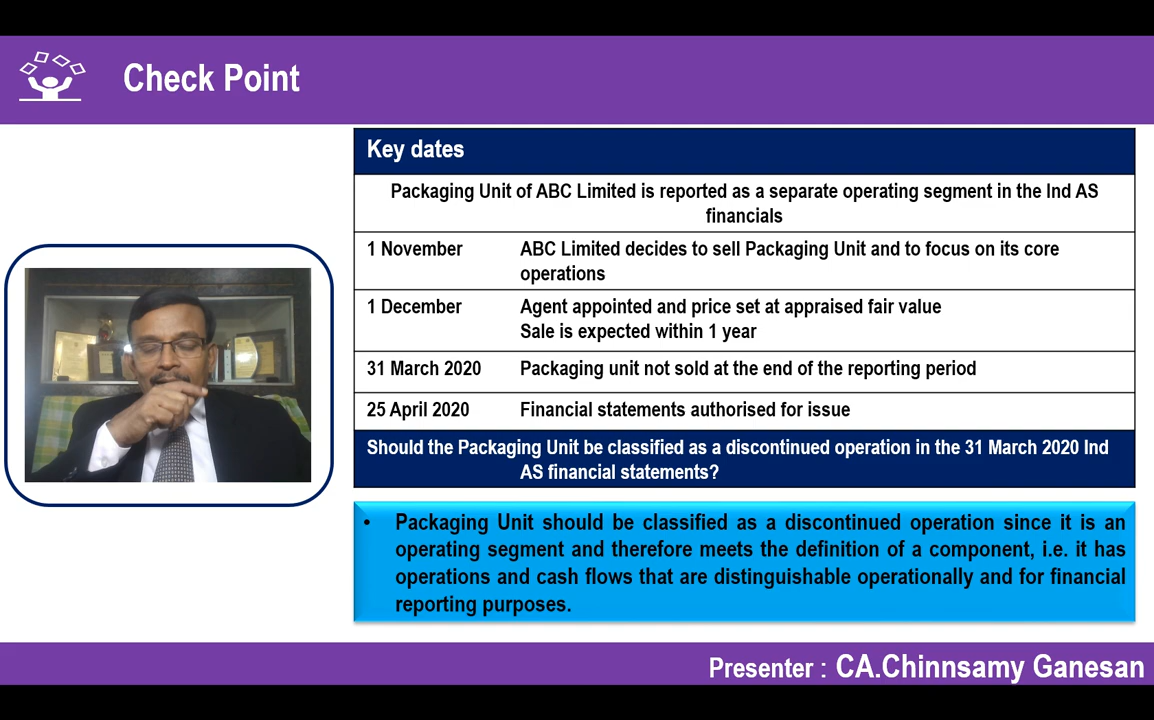 Check Point
Key dates
Packaging Unit of ABC Limited is reported as a separate operating segment in the Ind AS
financials
1 November ABC Limited decides to sell Packaging Unit and to focus on its core
operations
1 December Agent appointed and price set at appraised fair value
Sale is expected within 1 year
31 March 2020 Packaging unit not sold at the end of the reporting period
25 April 2020 Financial statements authorised for issue
Should the Packaging Unit be classified as a discontinued operation in the 31 March 2020 Ind
AS financial statements?
• Packaging Unit should be classified as a discontinued operation since it is an
operating segment and therefore meets the definition of a component, i.e. it has
operations and cash flows that are distinguishable operationally and for financial
reporting purposes.
Presenter : CA.Chinnsamy Ganesan